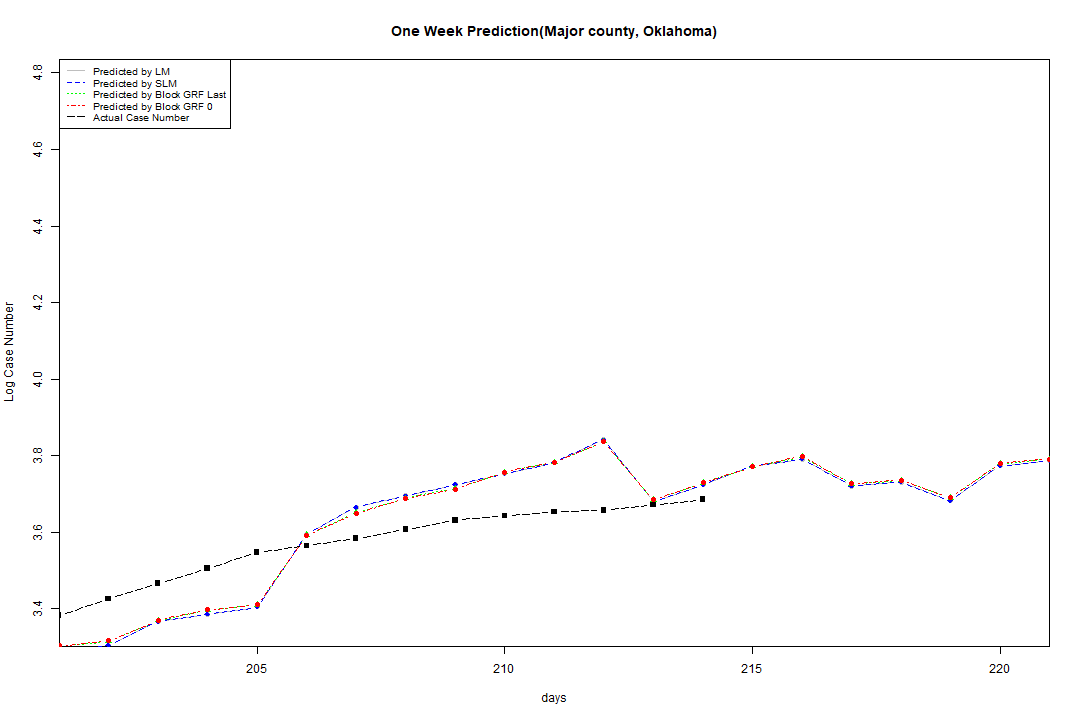 One Week Prediction(Major county, Oklahoma)
Predicted by LM
Predicted by SLM
Predicted by Block GRF Last
Predicted by Block GRF 0
Actual Case Number
4.8
4.6
4.4
4.2
4.0
3.8
3.6
3.4
Log Case Number
205 210 215 220
days